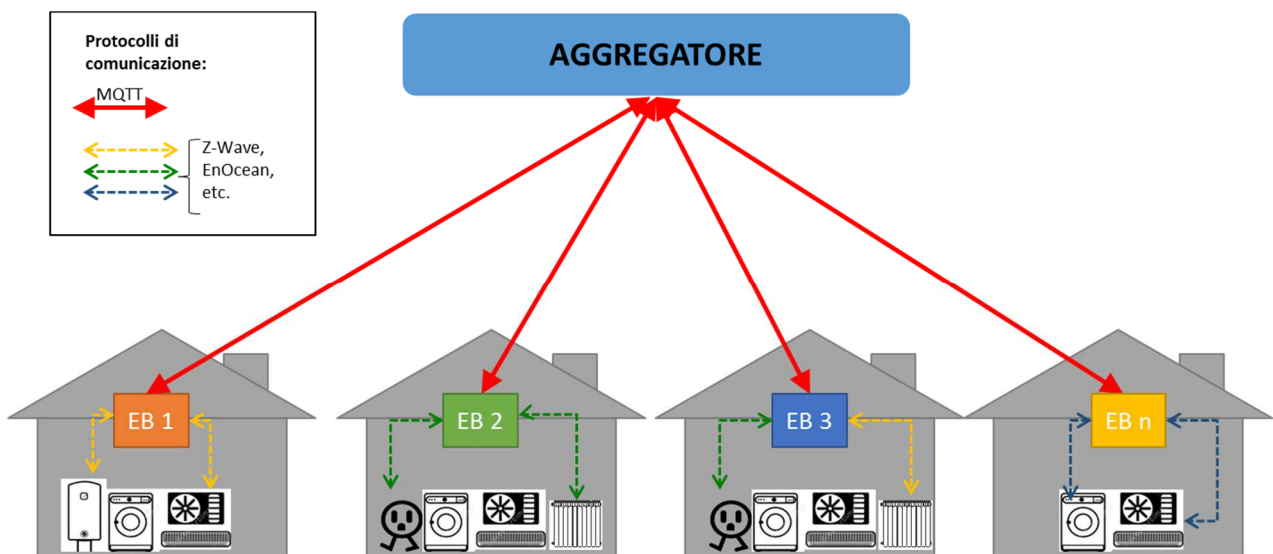 Protocolli di
comunicazione:
MQTT
Z-Wave,
EnOcean,
etc.
AGGREGATORE
EB 1
EB 2
EB 3
EB n